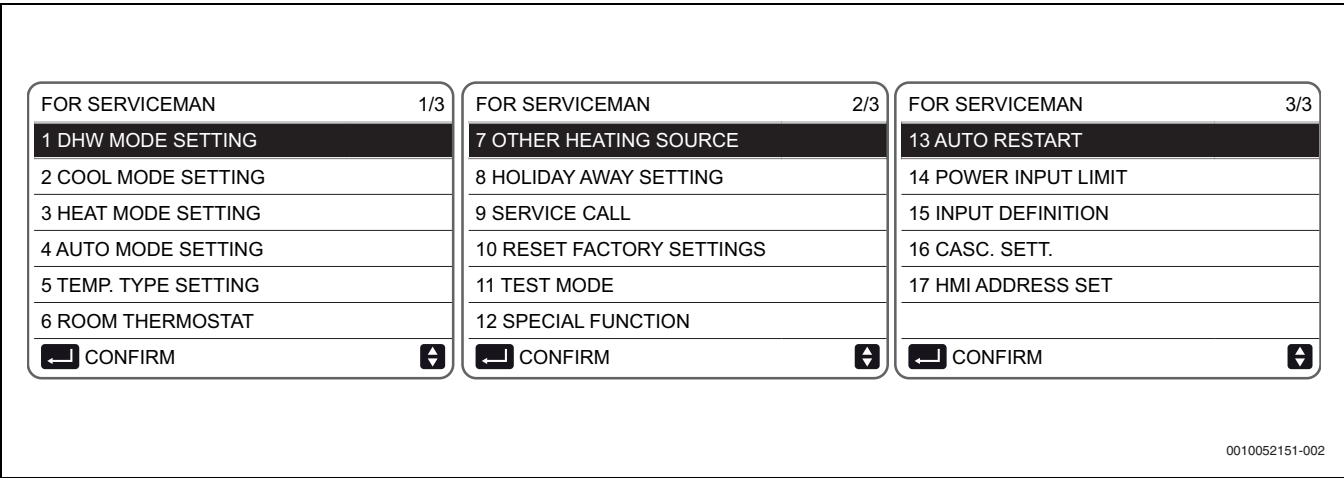 FOR SERVICEMAN 1/3
1 DHW MODE SETTING
2 COOL MODE SETTING
3 HEAT MODE SETTING
4 AUTO MODE SETTING
5 TEMP. TYPE SETTING
6 ROOM THERMOSTAT
CONFIRM
FOR SERVICEMAN 2/3
7 OTHER HEATING SOURCE
8 HOLIDAY AWAY SETTING
9 SERVICE CALL
10 RESET FACTORY SETTINGS
11 TEST MODE
12 SPECIAL FUNCTION
CONFIRM
FOR SERVICEMAN 3/3
13 AUTO RESTART
14 POWER INPUT LIMIT
15 INPUT DEFINITION
16 CASC. SETT.
17 HMI ADDRESS SET
CONFIRM
0010052151-002